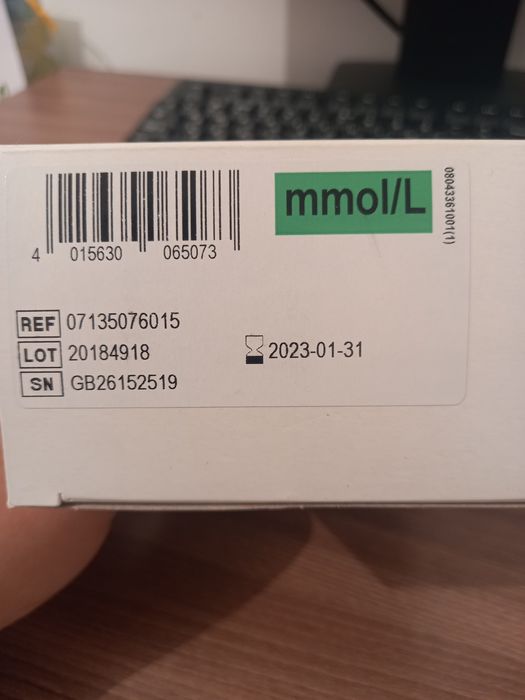 mmol/L
08043361001(1)
4 015630 065073
REF 07135076015
LOT 20184918
2023-01-31
SN GB26152519